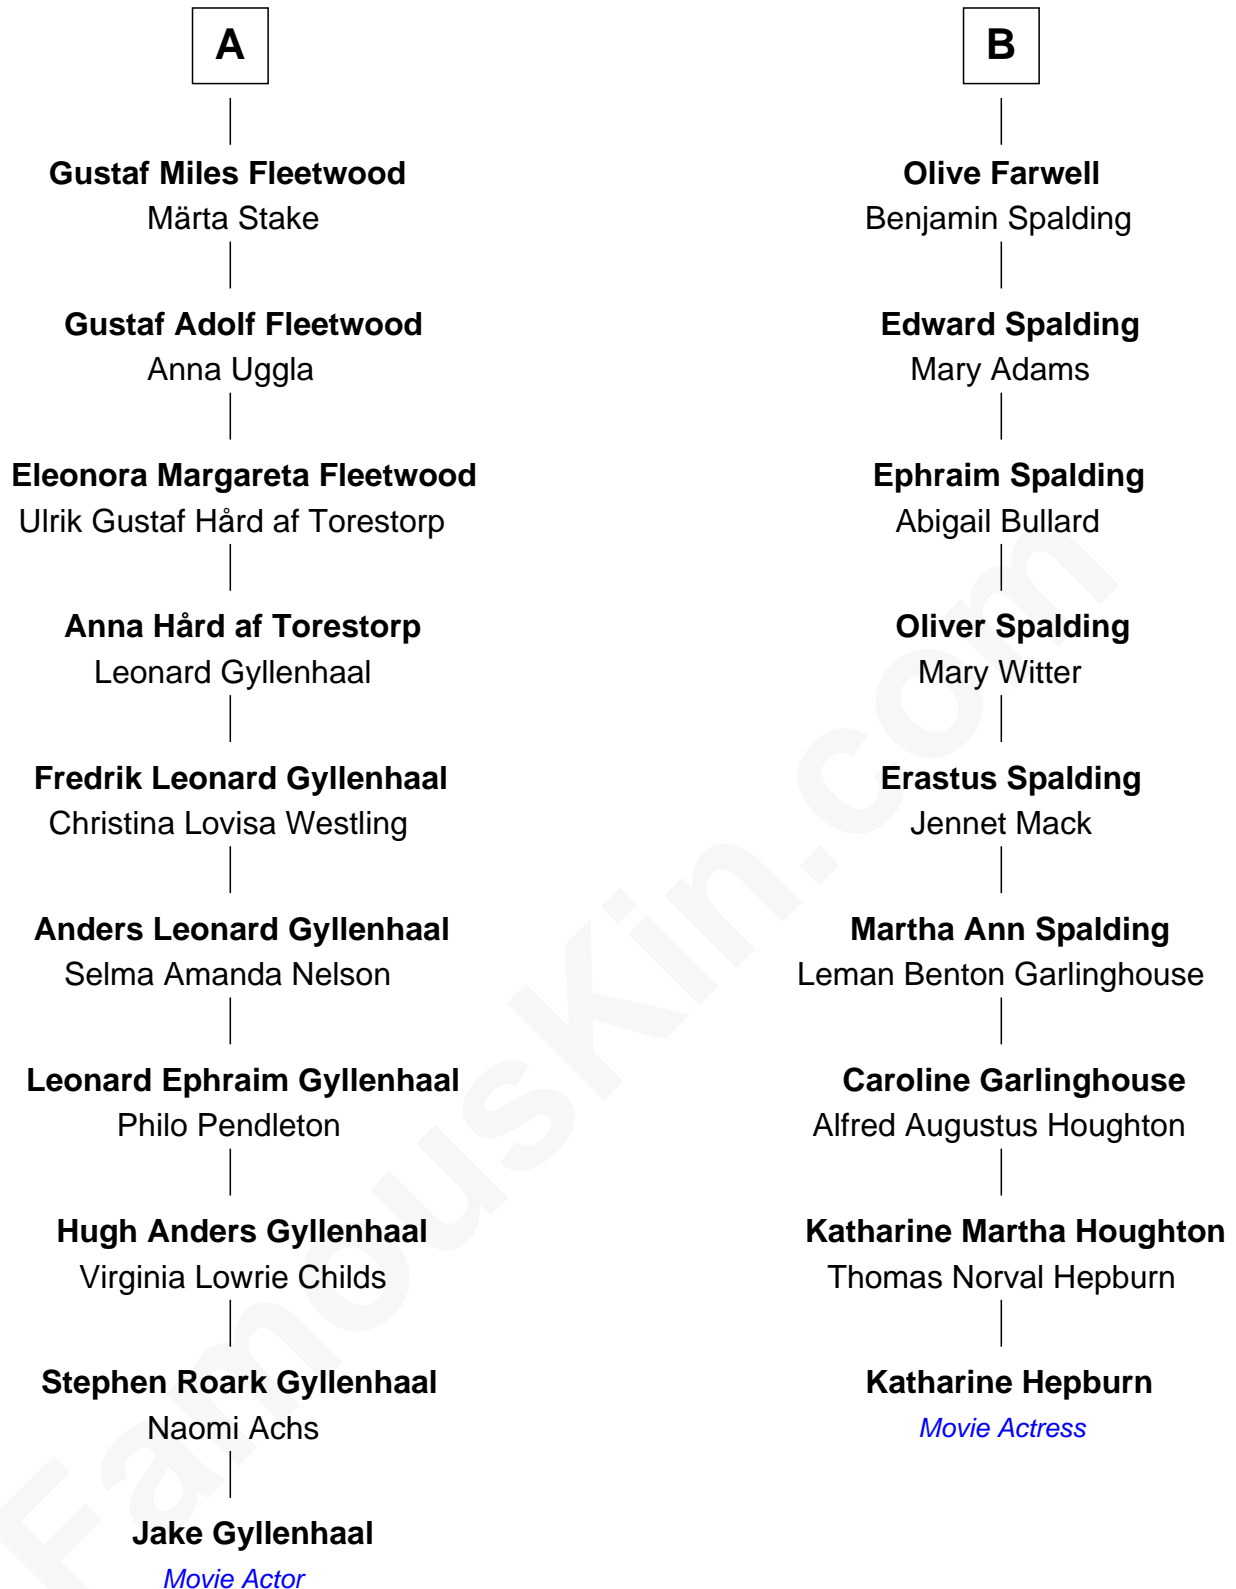 A
Gustaf Miles Fleetwood
Märta Stake
Gustaf Adolf Fleetwood
Anna Uggla
Eleonora Margareta Fleetwood
Ulrik Gustaf Hård af Torestorp
Anna Hård af Torestorp
Leonard Gyllenhaal
Fredrik Leonard Gyllenhaal
Christina Lovisa Westling
Anders Leonard Gyllenhaal
Selma Amanda Nelson
Leonard Ephraim Gyllenhaal
Philo Pendleton
Hugh Anders Gyllenhaal
Virginia Lowrie Childs
Stephen Roark Gyllenhaal
Naomi Achs
Jake Gyllenhaal
Movie Actor
B
Olive Farwell
Benjamin Spalding
Edward Spalding
Mary Adams
Ephraim Spalding
Abigail Bullard
Oliver Spalding
Mary Witter
Erastus Spalding
Jennet Mack
Martha Ann Spalding
Leman Benton Garlinghouse
Caroline Garlinghouse
Alfred Augustus Houghton
Katharine Martha Houghton
Thomas Norval Hepburn
Katharine Hepburn
Movie Actress
FamousKin.com